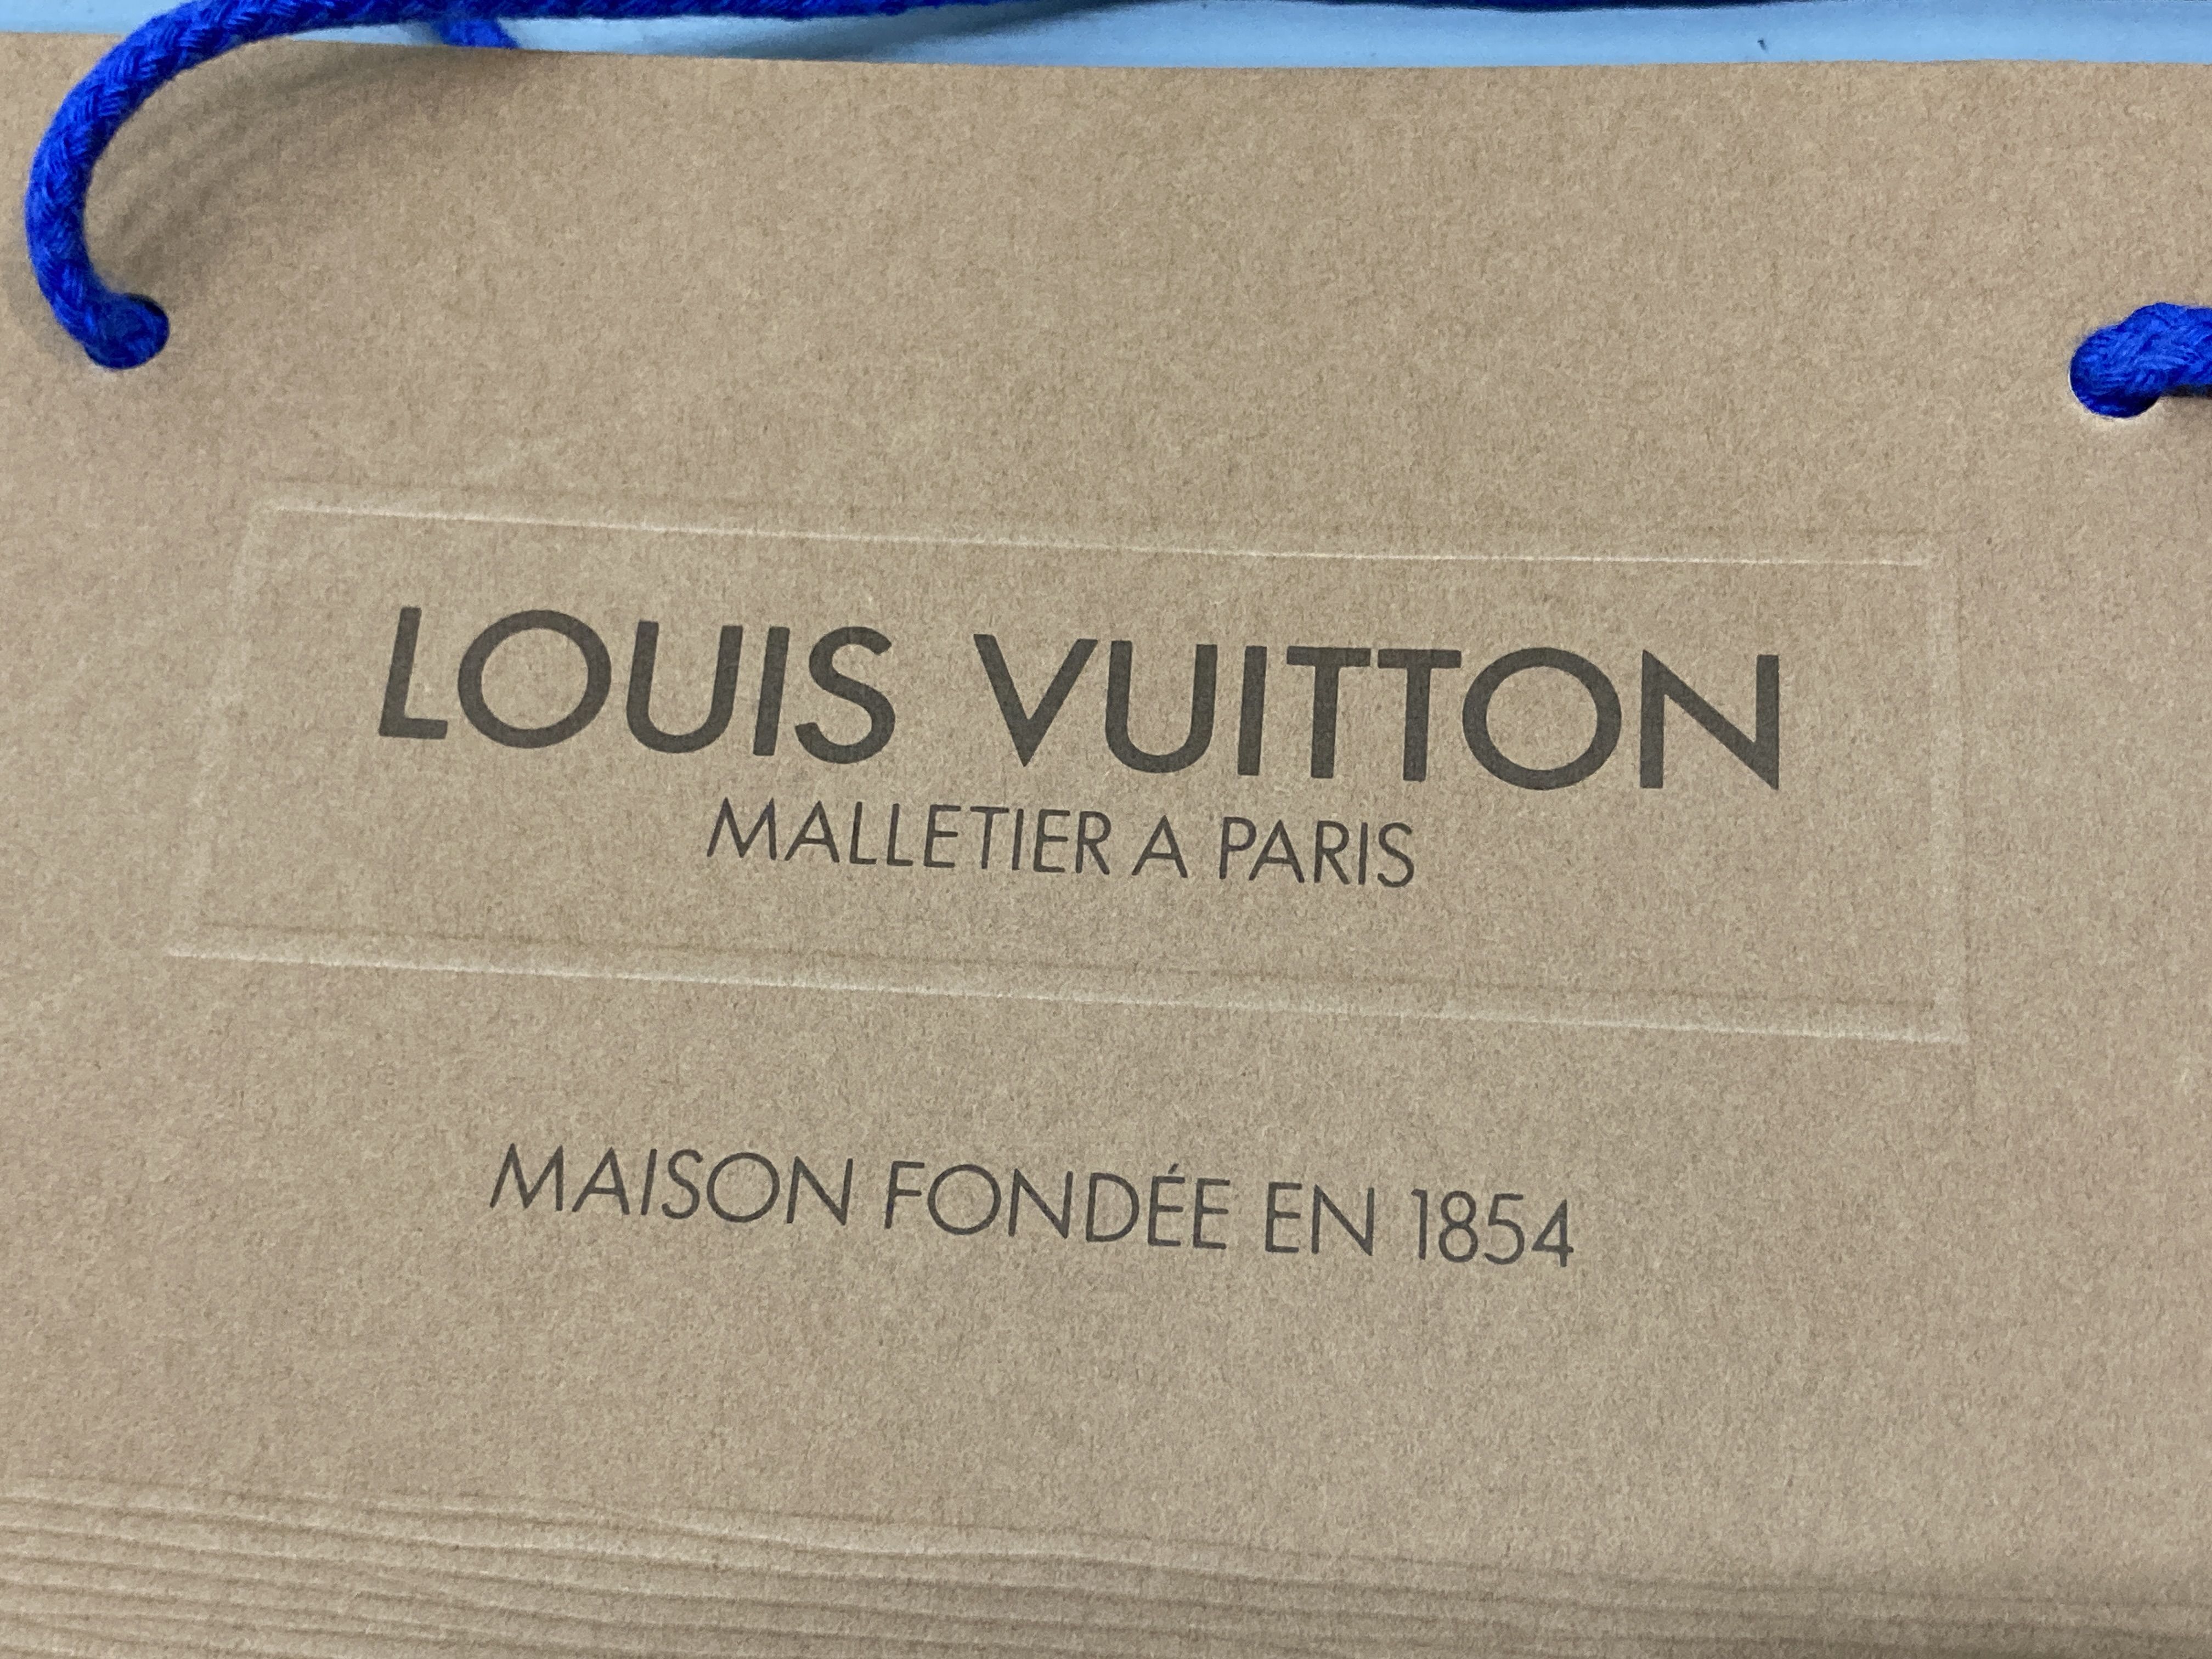 LOUIS VUITTON
MALLETIER A PARIS
MAISON FONDÉE EN 1854